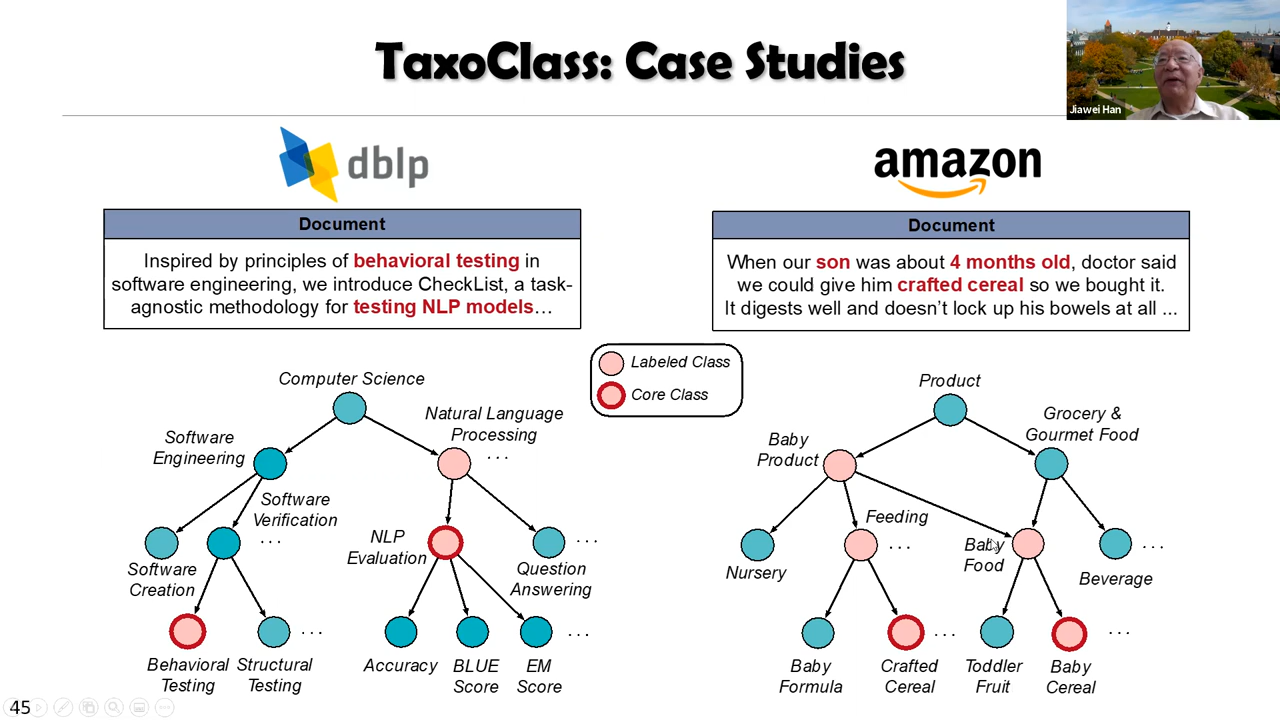 TaxoClass: Case Studies
Jiawei Han
dblp
amazon
Document
Inspired by principles of behavioral testing in
software engineering, we introduce CheckList, a task-
agnostic methodology for testing NLP models…
Document
When our son was about 4 months old, doctor said
we could give him crafted cereal so we bought it.
It digests well and doesn't lock up his bowels at all ...
Labeled Class
Core Class
Computer Science
Software
Engineering
Natural Language
Processing
. . .
Software
Verification
. . .
Software
Creation
NLP
Evaluation
Question
Answering
. . .
Behavioral
Testing
Structural
Testing
. . .
Accuracy
BLUE
Score
EM
Score
. . .
Product
Baby
Product
Grocery &
Gourmet Food
Feeding
. . .
Nursery
Baby
Food
Beverage
. . .
Baby
Formula
Crafted
Cereal
. . .
Toddler
Fruit
Baby
Cereal
. . .
45